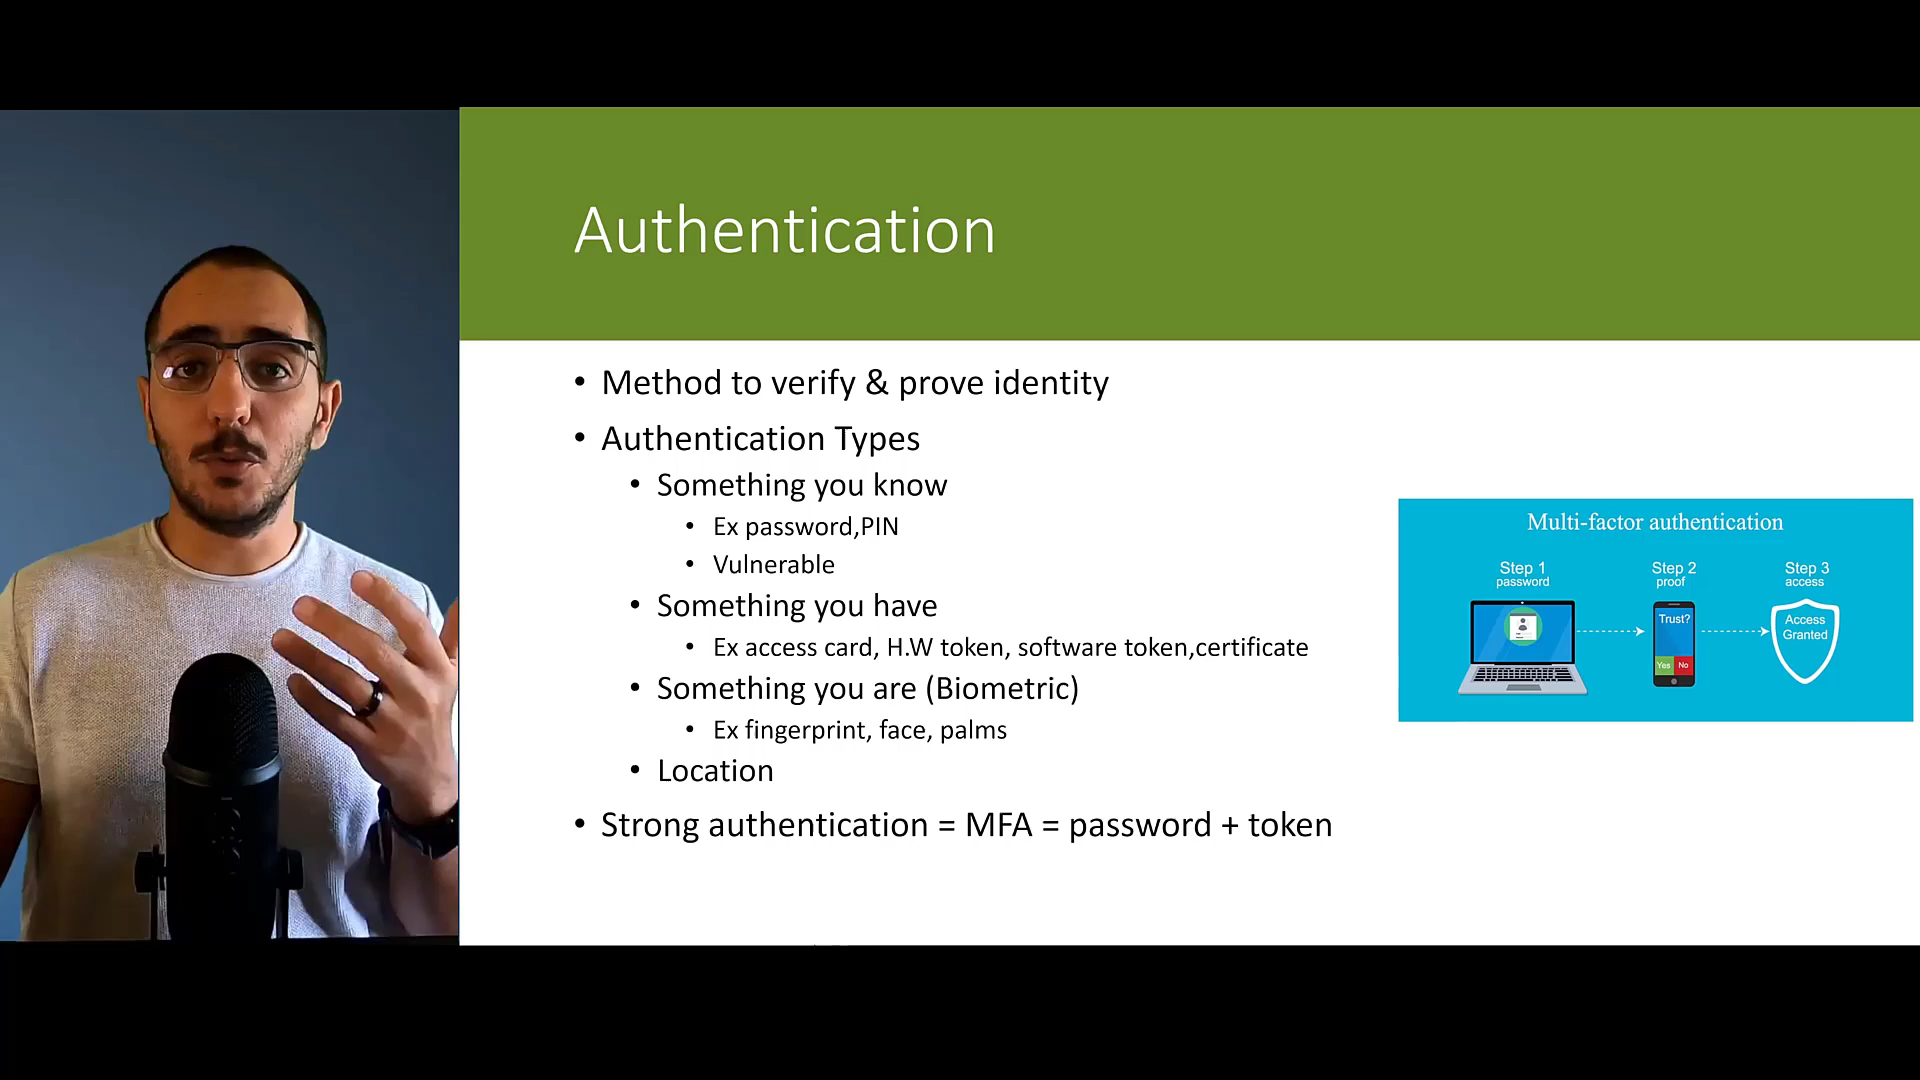 Authentication
• Method to verify & prove identity
• Authentication Types
• Something you know
• Ex password,PIN
• Vulnerable
• Something you have
• Ex access card, H.W token, software token,certificate
• Something you are (Biometric)
• Ex fingerprint, face, palms
• Location
• Strong authentication = MFA = password + token
Multi-factor authentication
Step 1
password
Step 2
proof
Step 3
access
Trust?
Yes No
Access
Granted